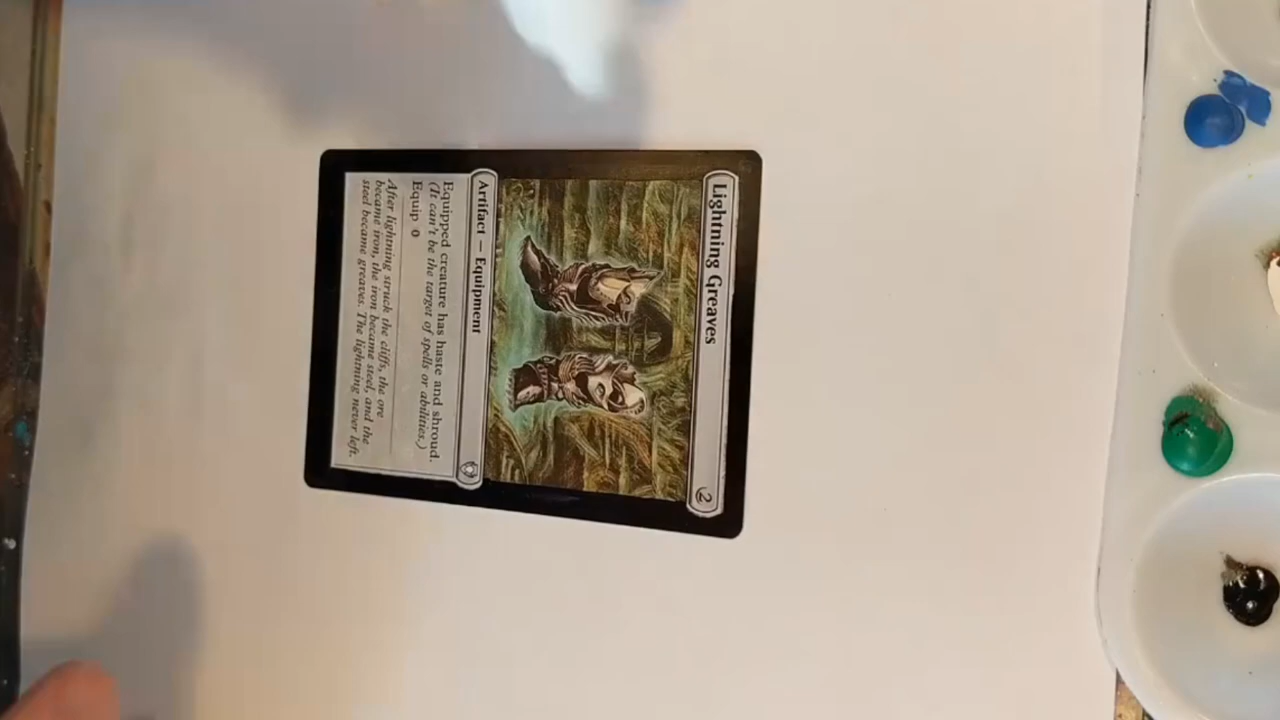 Lightning Greaves 2
Artifact — Equipment
Equipped creature has haste and shroud.
(It can't be the target of spells or abilities.)
Equip 0
After lightning struck the cliffs, the ore
became iron, the iron became steel, and the
steel became greaves. The lightning never left.